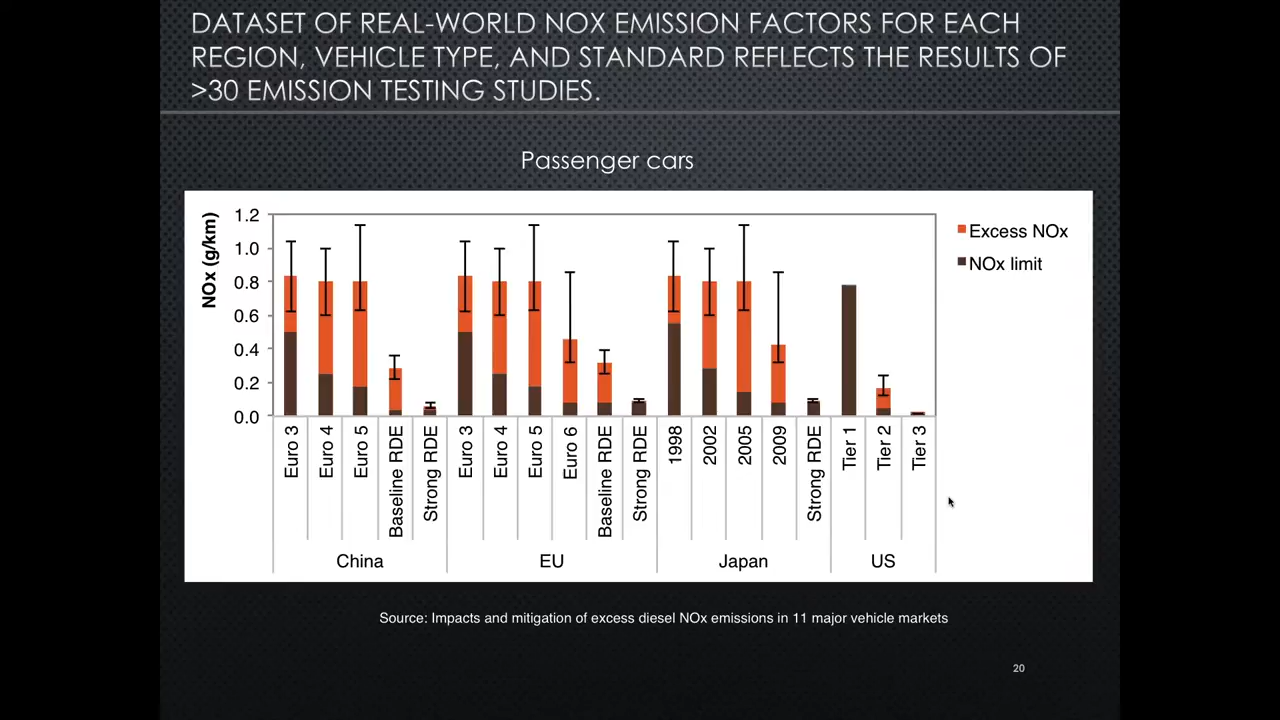 DATASET OF REAL-WORLD NOX EMISSION FACTORS FOR EACH
REGION, VEHICLE TYPE, AND STANDARD REFLECTS THE RESULTS OF
>30 EMISSION TESTING STUDIES.
Passenger cars
NOx (g/km)
1.2
1.0
0.8
0.6
0.4
0.2
0.0
Excess NOx
NOx limit
Euro 3
Euro 4
Euro 5
Baseline RDE
Strong RDE
Euro 3
Euro 4
Euro 5
Euro 6
Baseline RDE
Strong RDE
1998
2002
2005
2009
Strong RDE
Tier 1
Tier 2
Tier 3
China
EU
Japan
US
Source: Impacts and mitigation of excess diesel NOx emissions in 11 major vehicle markets
20